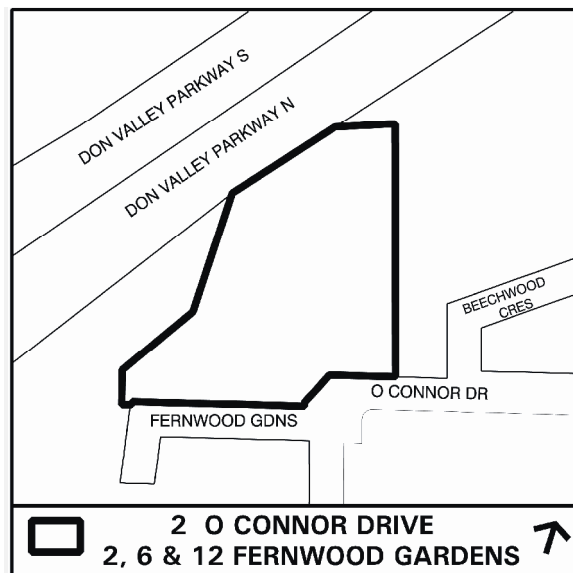 DON VALLEY PARKWAY S
DON VALLEY PARKWAY N
BEECHWOOD
CRES
O CONNOR DR
FERNWOOD GDNS
2 O CONNOR DRIVE
2, 6 & 12 FERNWOOD GARDENS